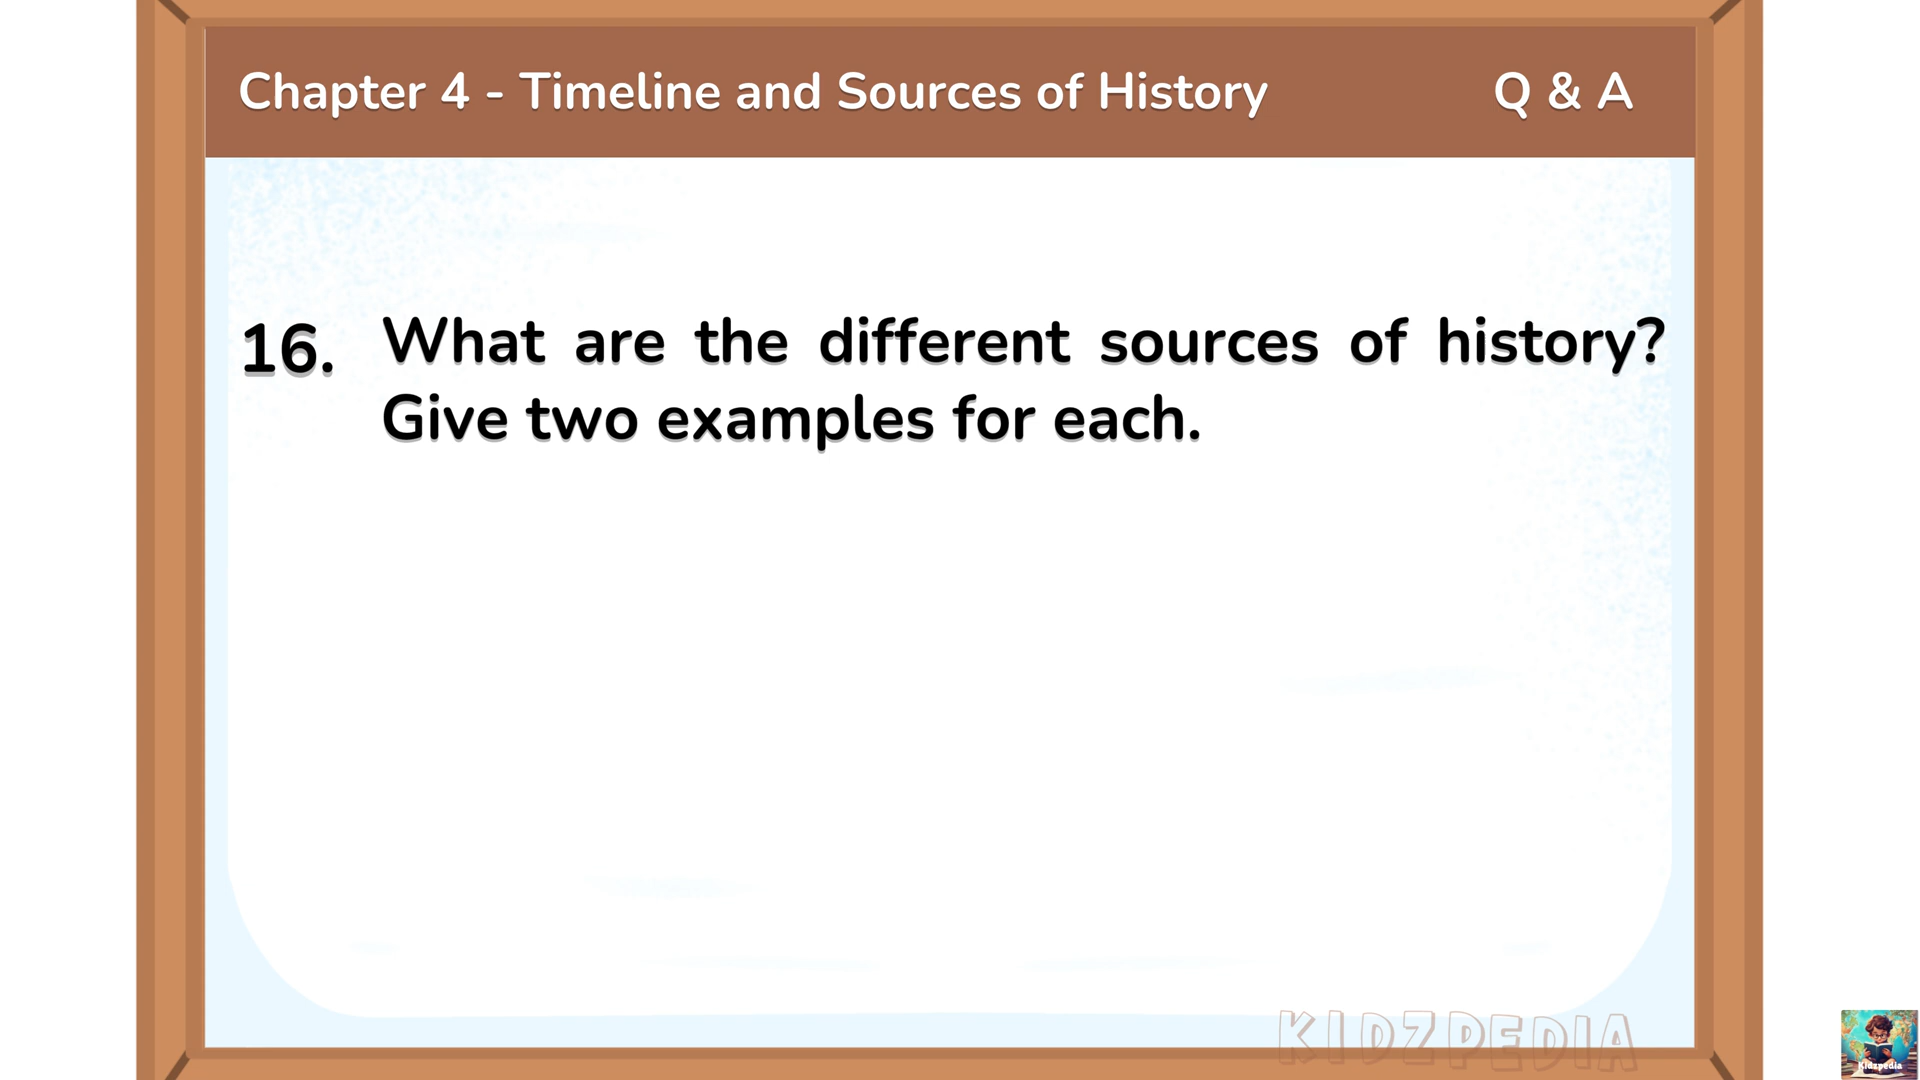 Chapter 4 - Timeline and Sources of History Q & A
16. What are the different sources of history?
Give two examples for each.
KIDZPEDIA
Kidzpedia